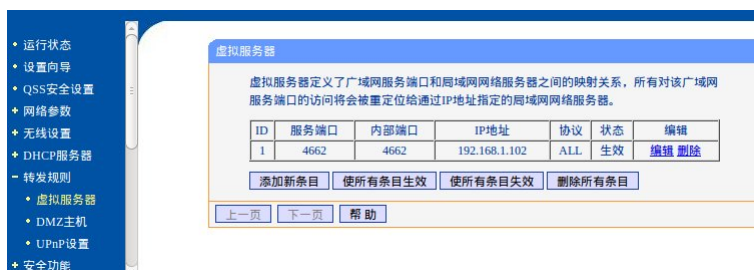 运行状态
设置向导
QSS安全设置
网络参数
无线设置
DHCP服务器
转发规则
虚拟服务器
DMZ主机
UPnP设置
安全功能
虚拟服务器
虚拟服务器定义了广域网服务端口和局域网网络服务器之间的映射关系，所有对该广域网
服务端口的访问将会被重定位给通过IP地址指定的局域网网络服务器。
ID 服务端口 内部端口 IP地址 协议 状态 编辑
1 4662 4662 192.168.1.102 ALL 生效 编辑 删除
添加新条目 使所有条目生效 使所有条目失效 删除所有条目
上一页 下一页 帮助